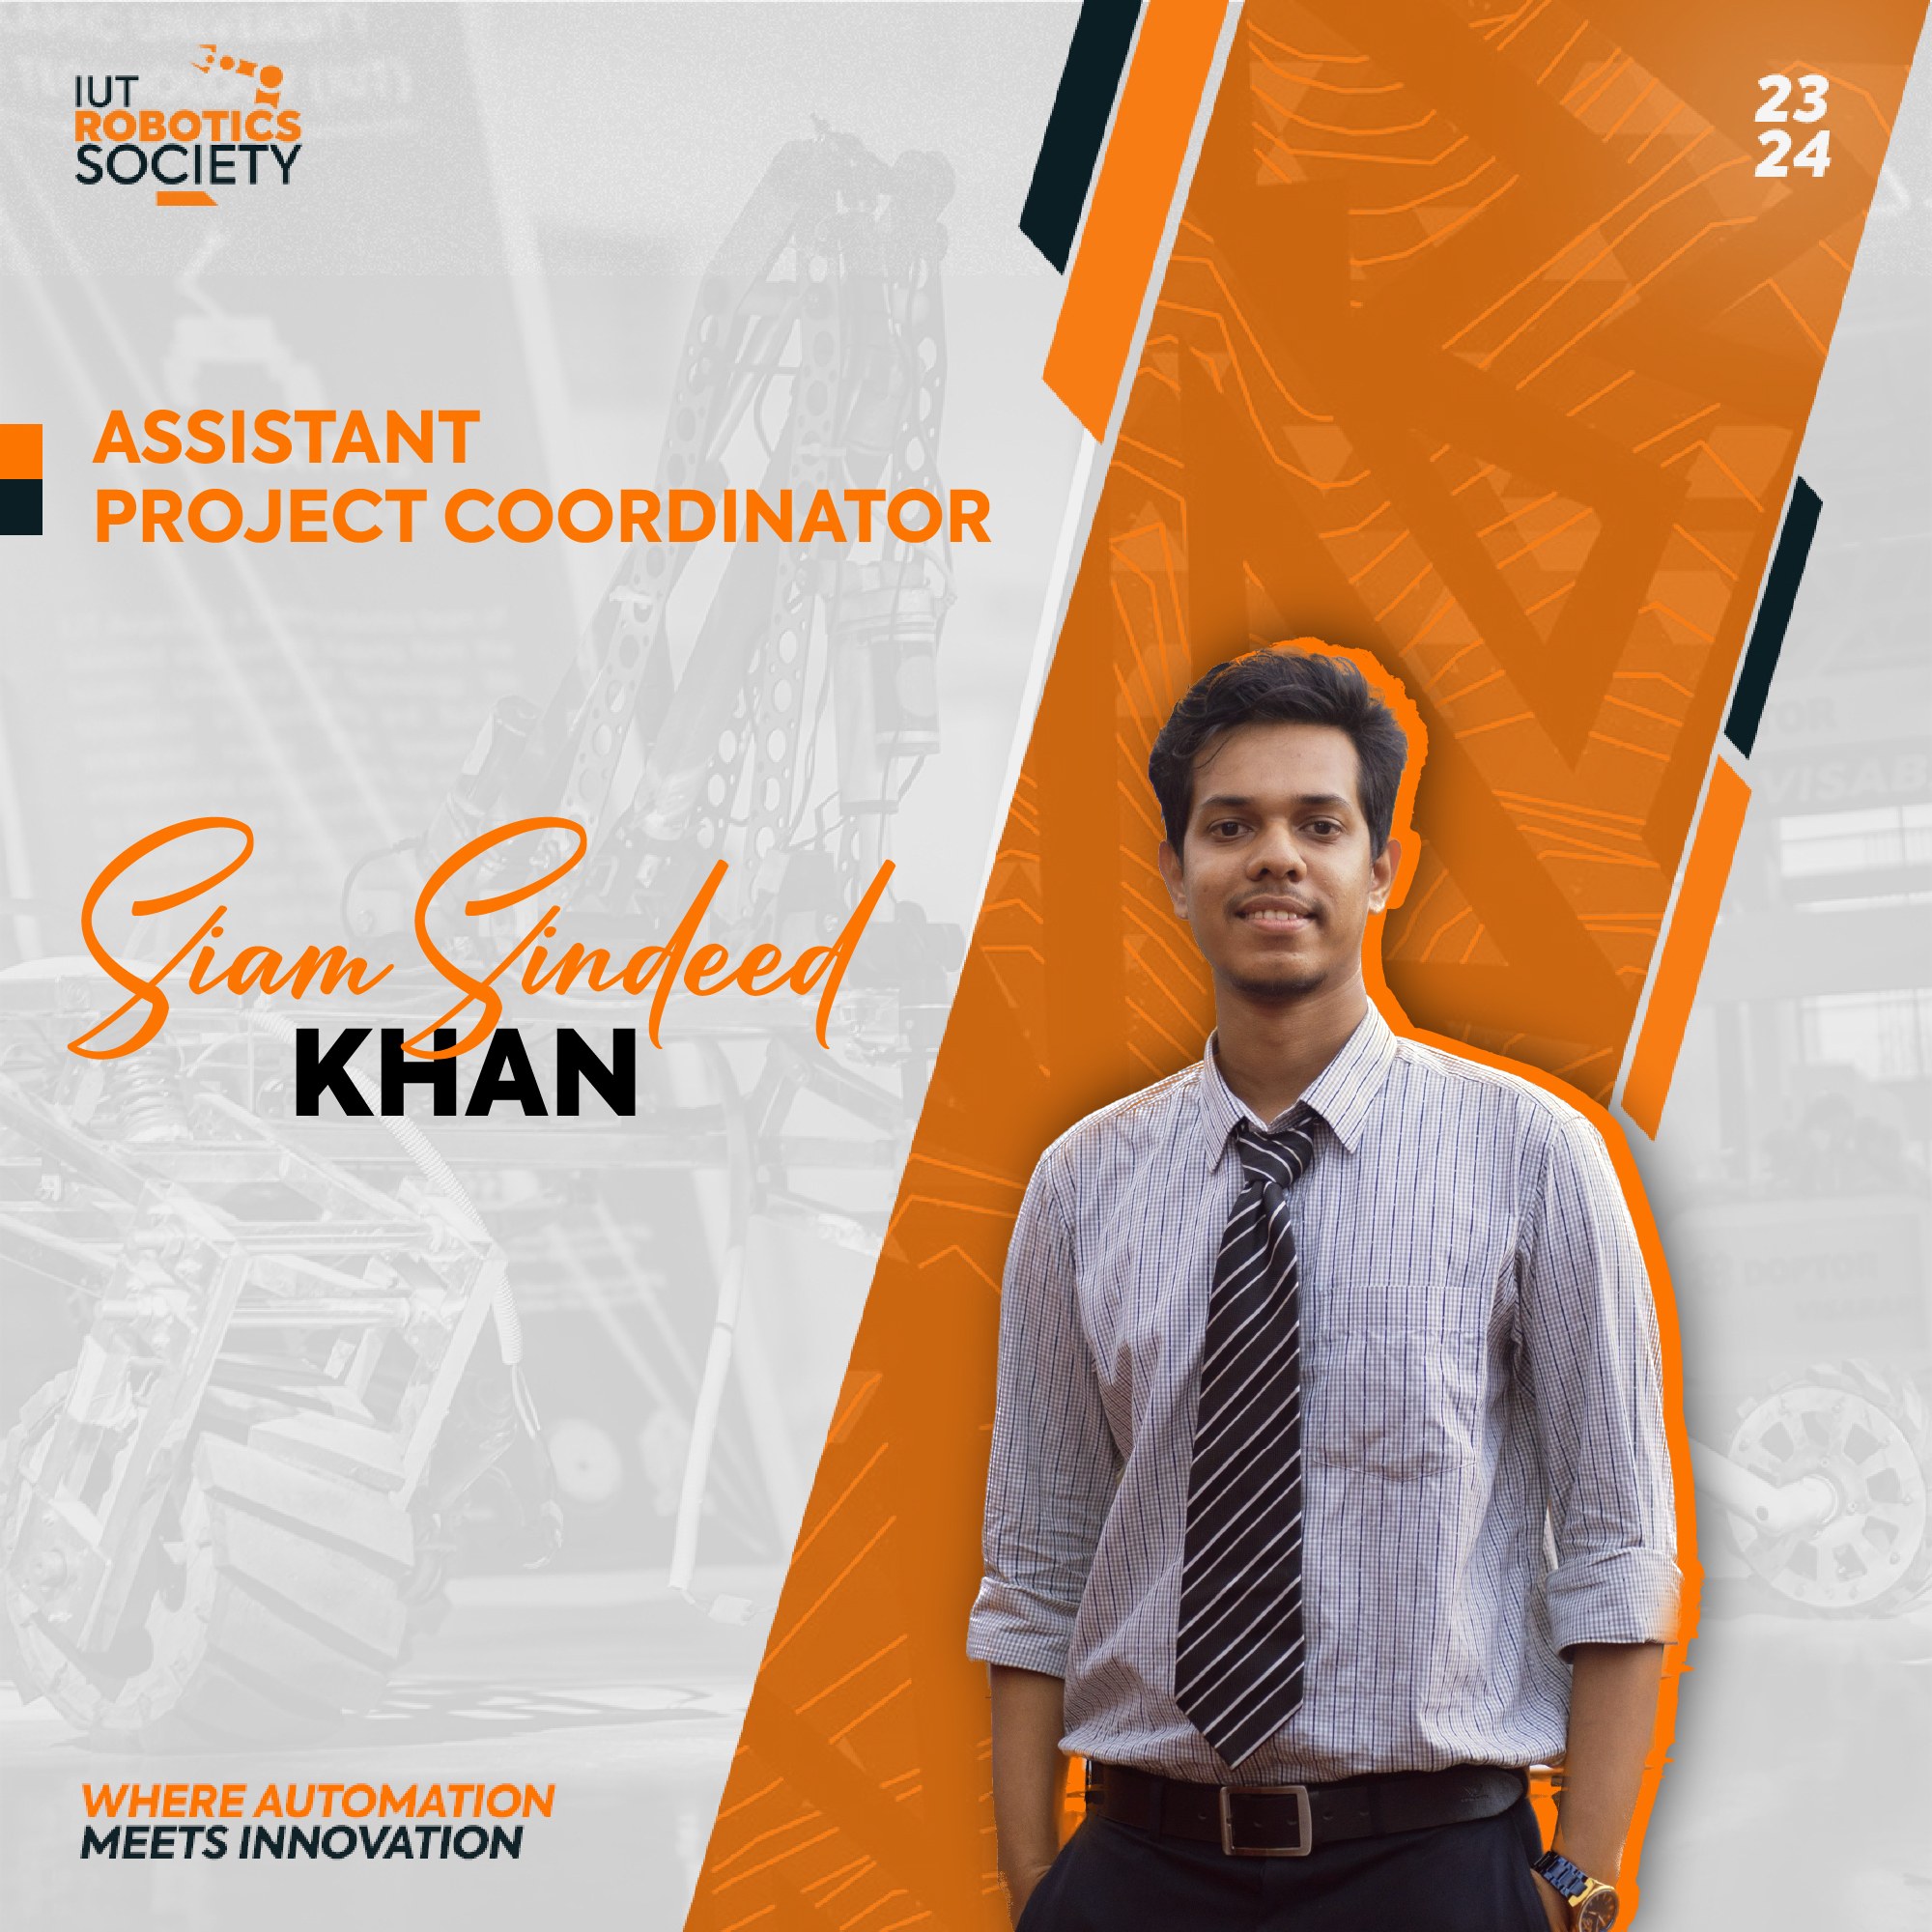 IUT
ROBOTICS
SOCIETY
23
24
ASSISTANT
PROJECT COORDINATOR
Siam Sindeed
KHAN
WHERE AUTOMATION
MEETS INNOVATION